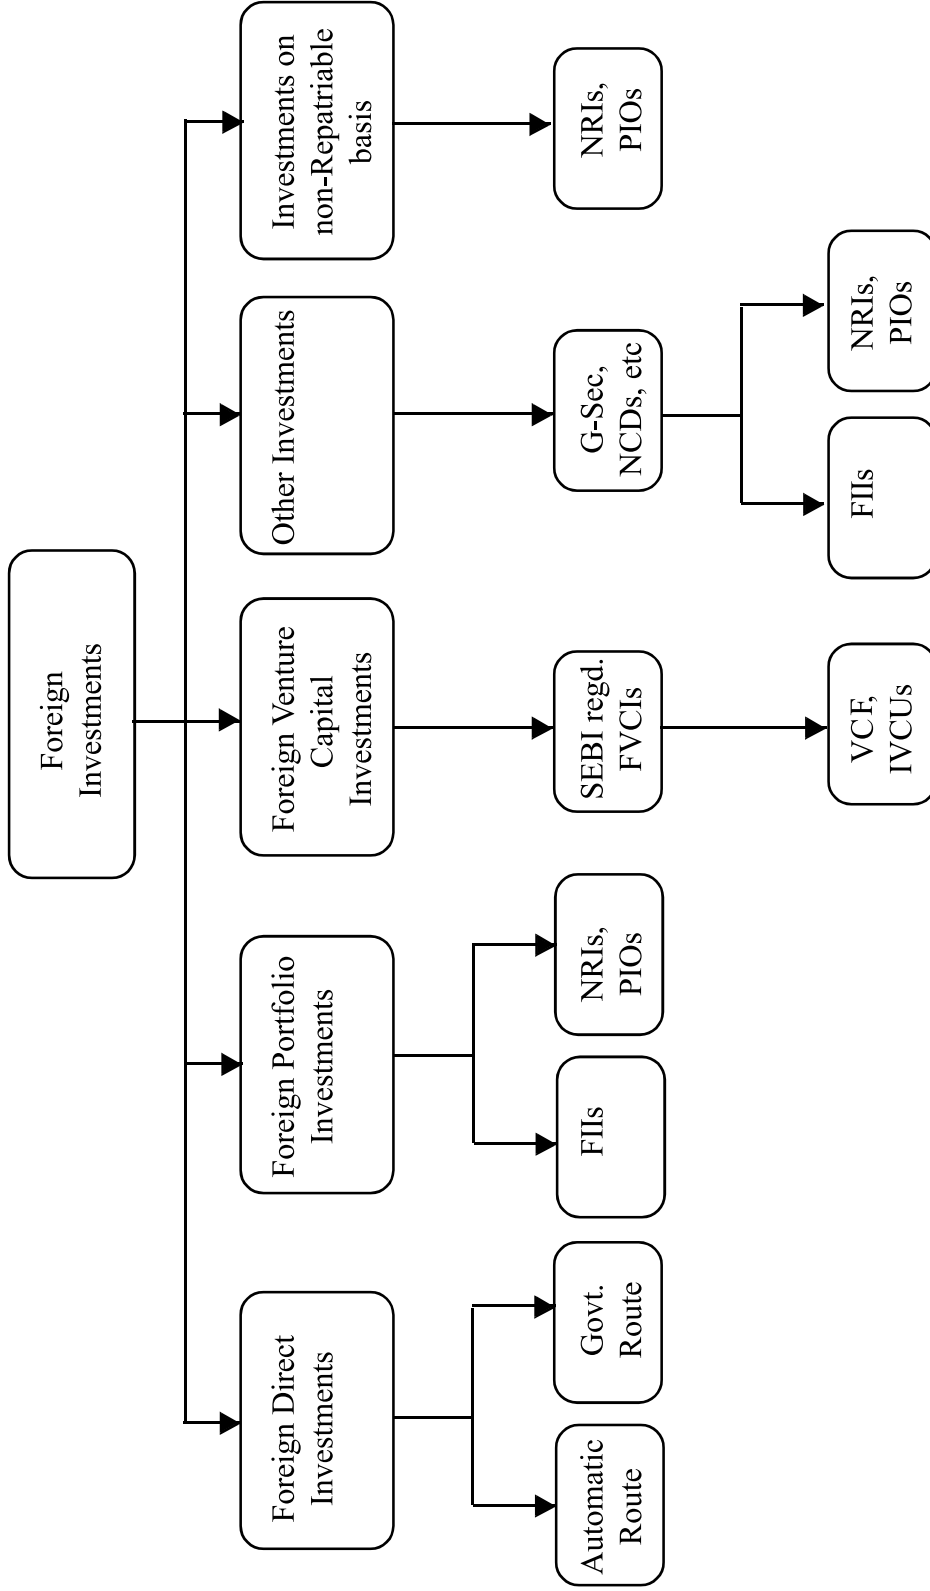 Foreign
Investments
Foreign Direct
Investments
Foreign Portfolio
Investments
Foreign Venture
Capital
Investments
Other Investments
Investments on
non-Repatriable
basis
Automatic
Route
Govt.
Route
FIIs
NRIs,
PIOs
SEBI regd.
FVCIs
G-Sec,
NCDs, etc
NRIs,
PIOs
VCF,
IVCUs
FIIs
NRIs,
PIOs